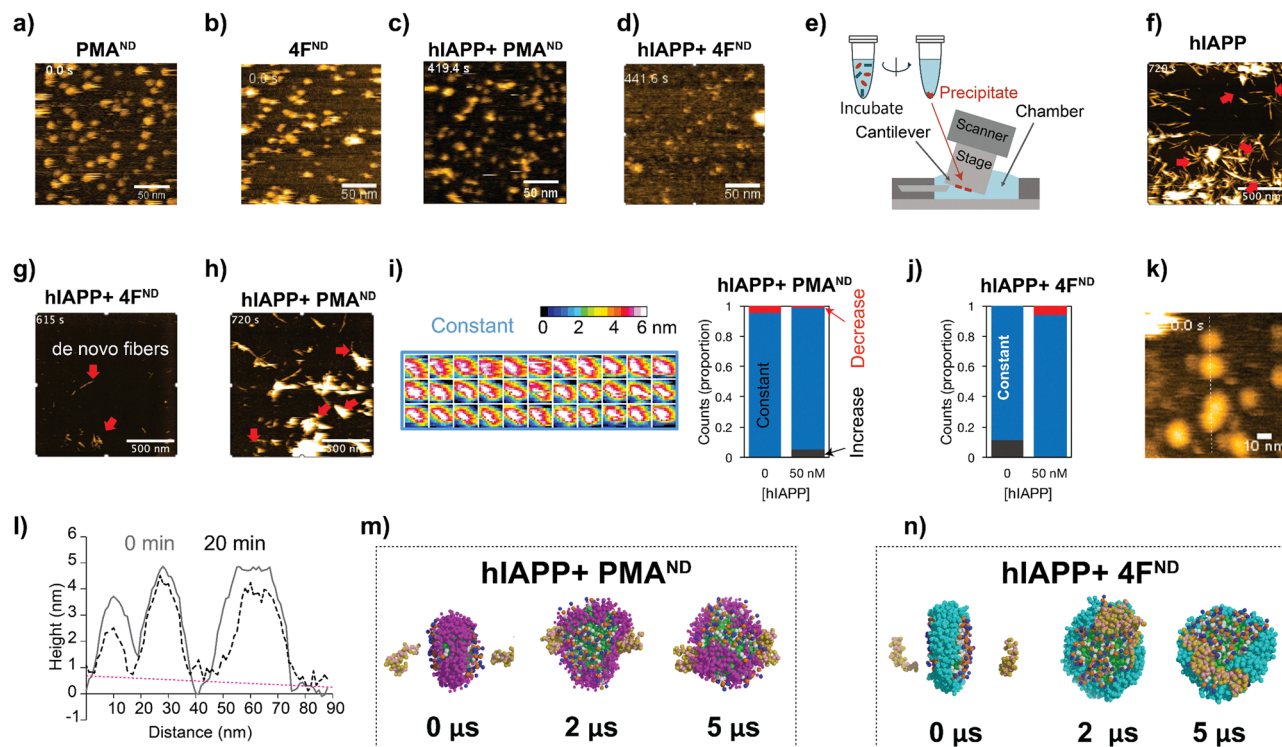 a)
PMA^ND
0.0 s
50 nm
b)
4F^ND
0.0 s
50 nm
c)
hIAPP+ PMA^ND
419.4 s
50 nm
d)
hIAPP+ 4F^ND
441.6 s
50 nm
e)
Incubate
Precipitate
Cantilever
Scanner
Chamber
Stage
f)
hIAPP
720 s
500 nm
g)
hIAPP+ 4F^ND
615 s
de novo fibers
500 nm
h)
hIAPP+ PMA^ND
720 s
500 nm
i)
Constant
0 2 4 6 nm
hIAPP+ PMA^ND
Counts (proportion)
1
0.8
0.6
0.4
0.2
0
Constant
Decrease
Increase
0 50 nM
[hIAPP]
j)
hIAPP+ 4F^ND
Counts (proportion)
1
0.8
0.6
0.4
0.2
0
Constant
0 50 nM
[hIAPP]
k)
0.0 s
10 nm
l)
0 min 20 min
Height (nm)
6
5
4
3
2
1
0
-1
10 20 30 40 50 60 70 80 90
Distance (nm)
m)
hIAPP+ PMA^ND
0 µs 2 µs 5 µs
n)
hIAPP+ 4F^ND
0 µs 2 µs 5 µs